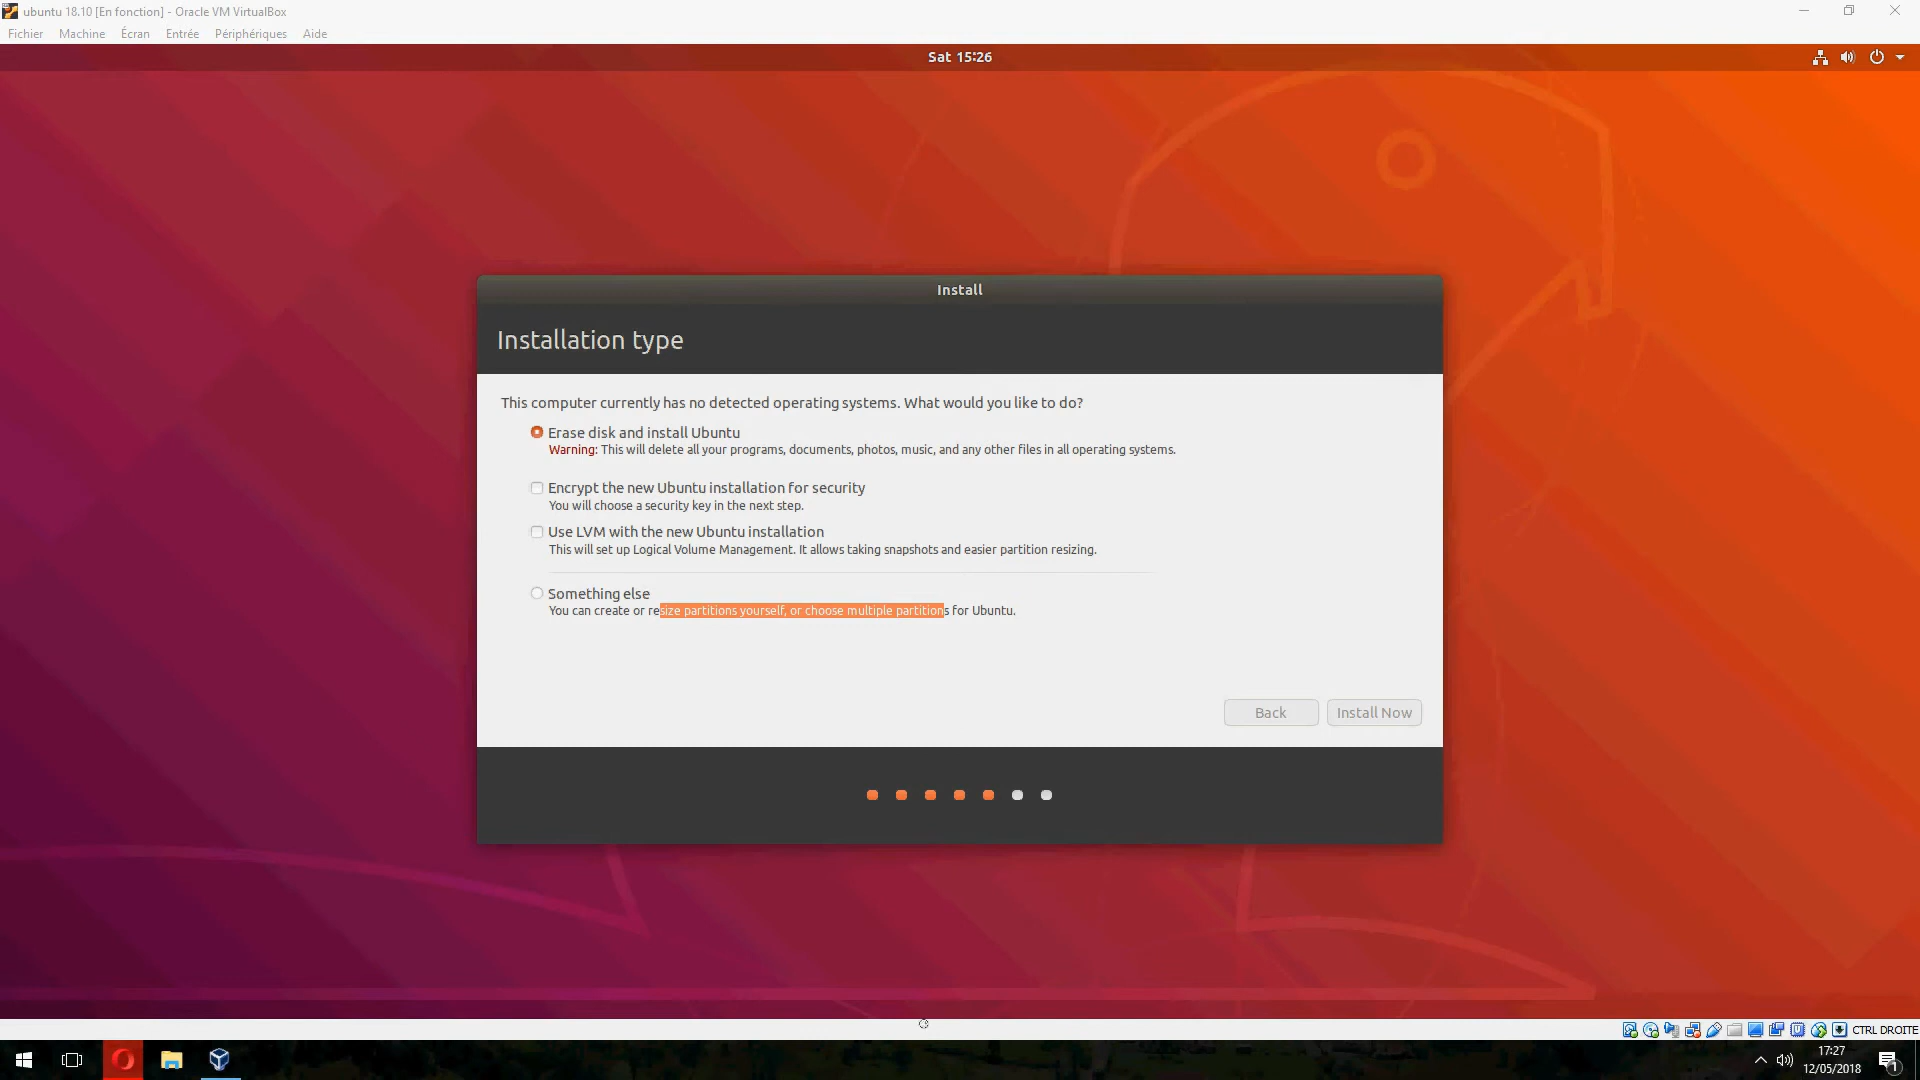 ubuntu 18.10 [En fonction] - Oracle VM VirtualBox
Fichier Machine Écran Entrée Périphériques Aide
Sat 15:26
Install
Installation type
This computer currently has no detected operating systems. What would you like to do?
Erase disk and install Ubuntu
Warning: This will delete all your programs, documents, photos, music, and any other files in all operating systems.
Encrypt the new Ubuntu installation for security
You will choose a security key in the next step.
Use LVM with the new Ubuntu installation
This will set up Logical Volume Management. It allows taking snapshots and easier partition resizing.
Something else
You can create or resize partitions yourself, or choose multiple partitions for Ubuntu.
Back Install Now
CTRL DROITE
17:27
12/05/2018
1